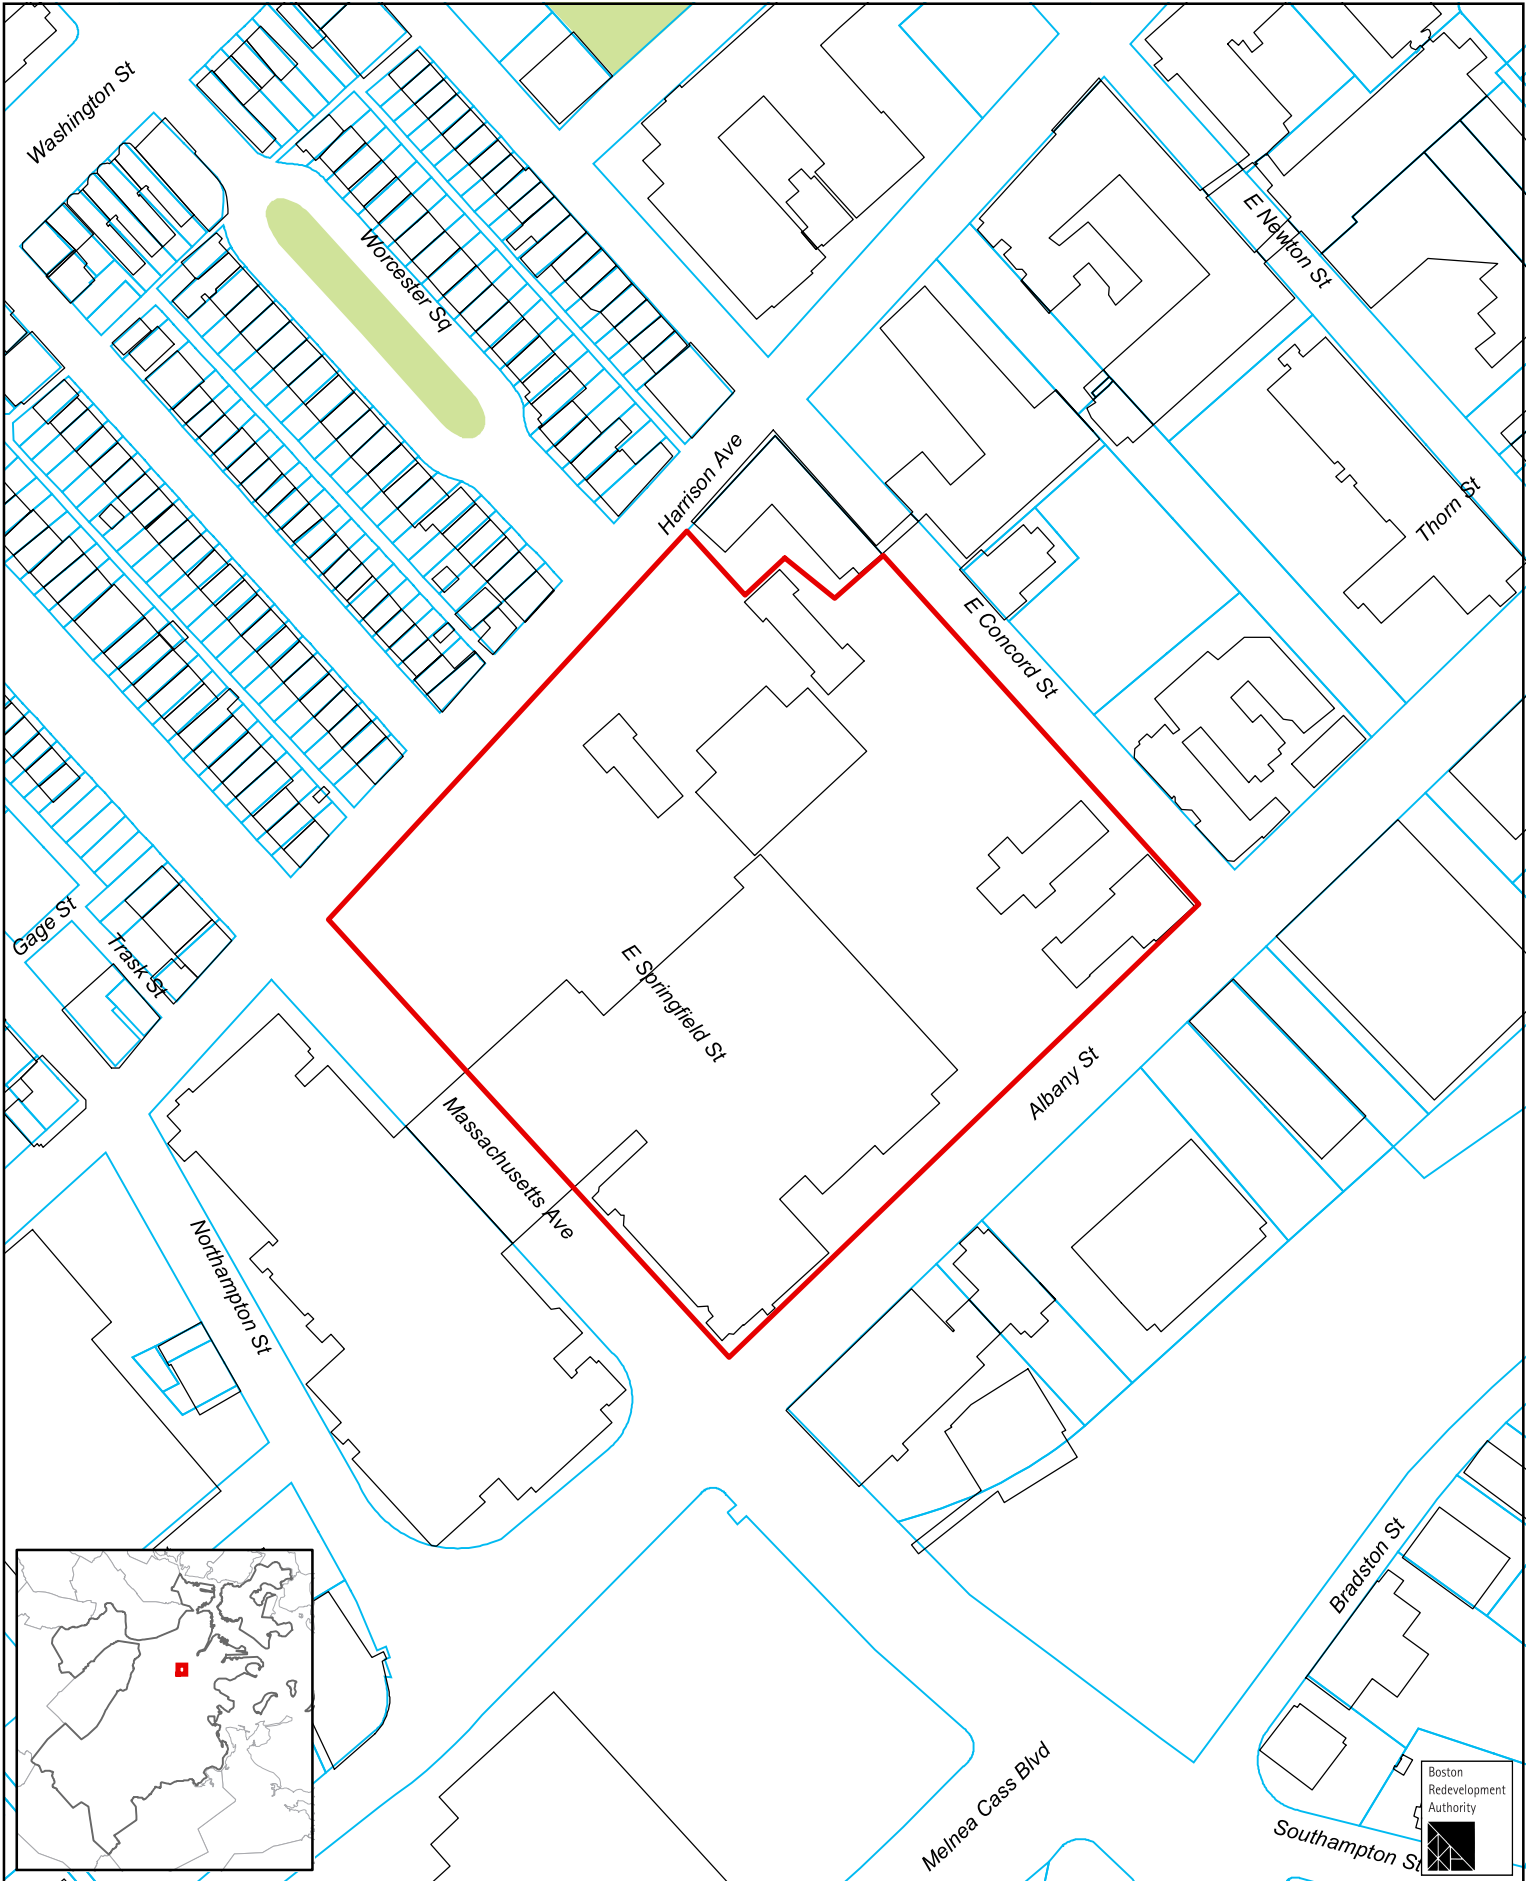 Washington St
Worcester Sq
E Newton St
Harrison Ave
Thorn St
E Concord St
Gage St
Trask St
E Springfield St
Albany St
Massachusetts Ave
Northampton St
Bradston St
Melnea Cass Blvd
Southampton St
Boston
Redevelopment
Authority